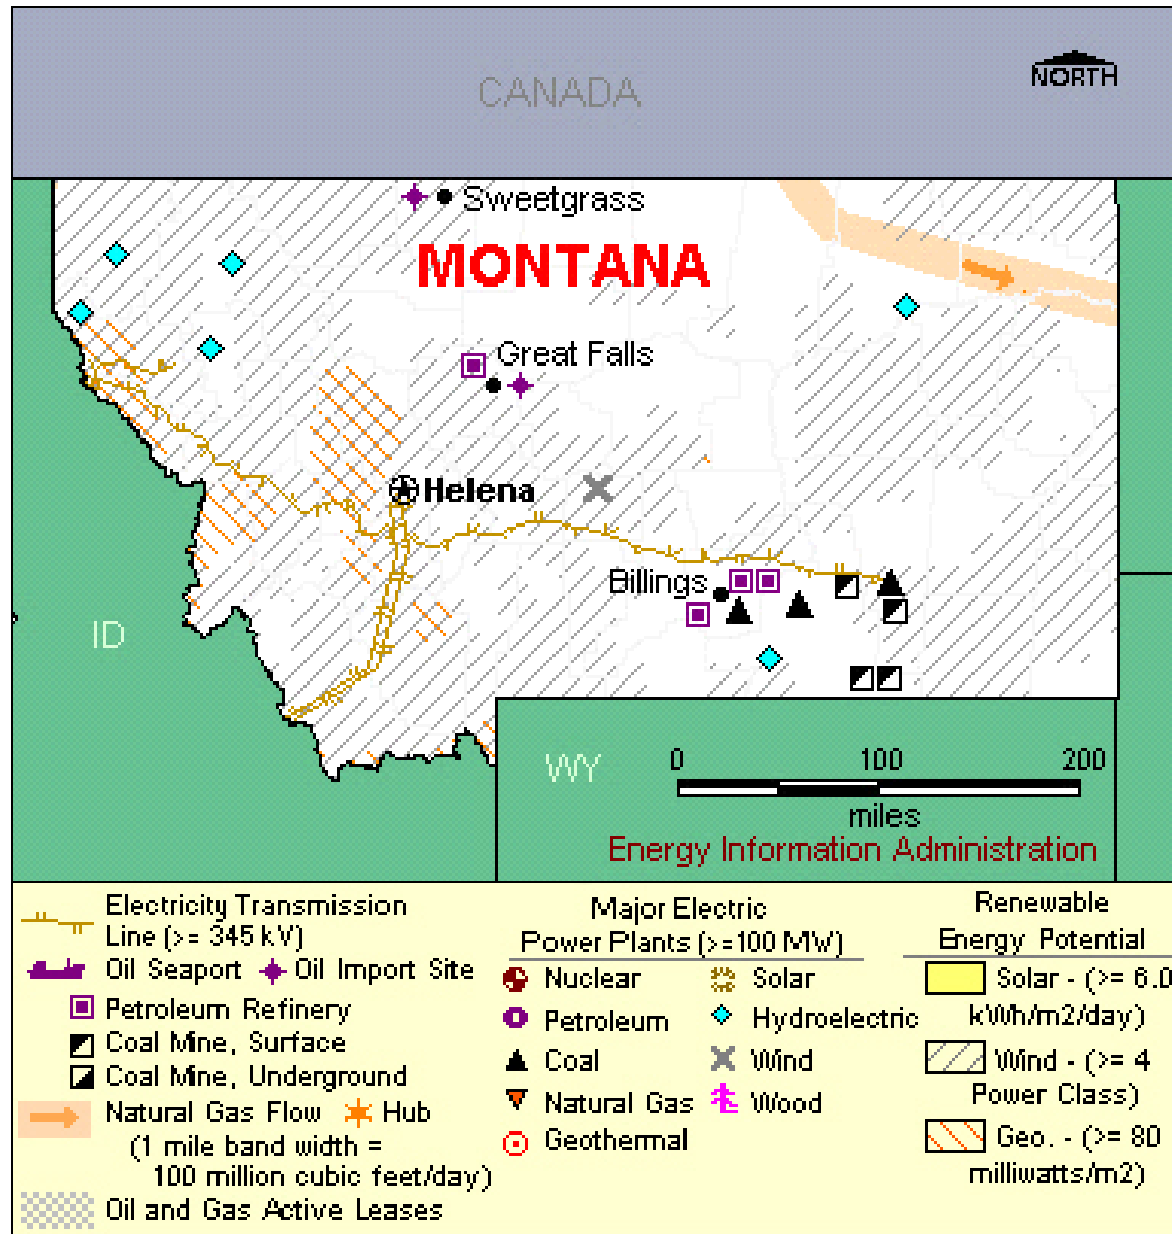 CANADA
NORTH
Sweetgrass
MONTANA
Great Falls
Helena
Billings
ID
WY
0 100 200
miles
Energy Information Administration
Electricity Transmission
Line (>= 345 kV)
Oil Seaport Oil Import Site
Petroleum Refinery
Coal Mine, Surface
Coal Mine, Underground
Natural Gas Flow Hub
(1 mile band width =
100 million cubic feet/day)
Oil and Gas Active Leases
Major Electric
Power Plants (>=100 MW)
Nuclear Solar
Petroleum Hydroelectric
Coal Wind
Natural Gas Wood
Geothermal
Renewable
Energy Potential
Solar - (>= 6.0
kWh/m2/day)
Wind - (>= 4
Power Class)
Geo. - (>= 80
milliwatts/m2)